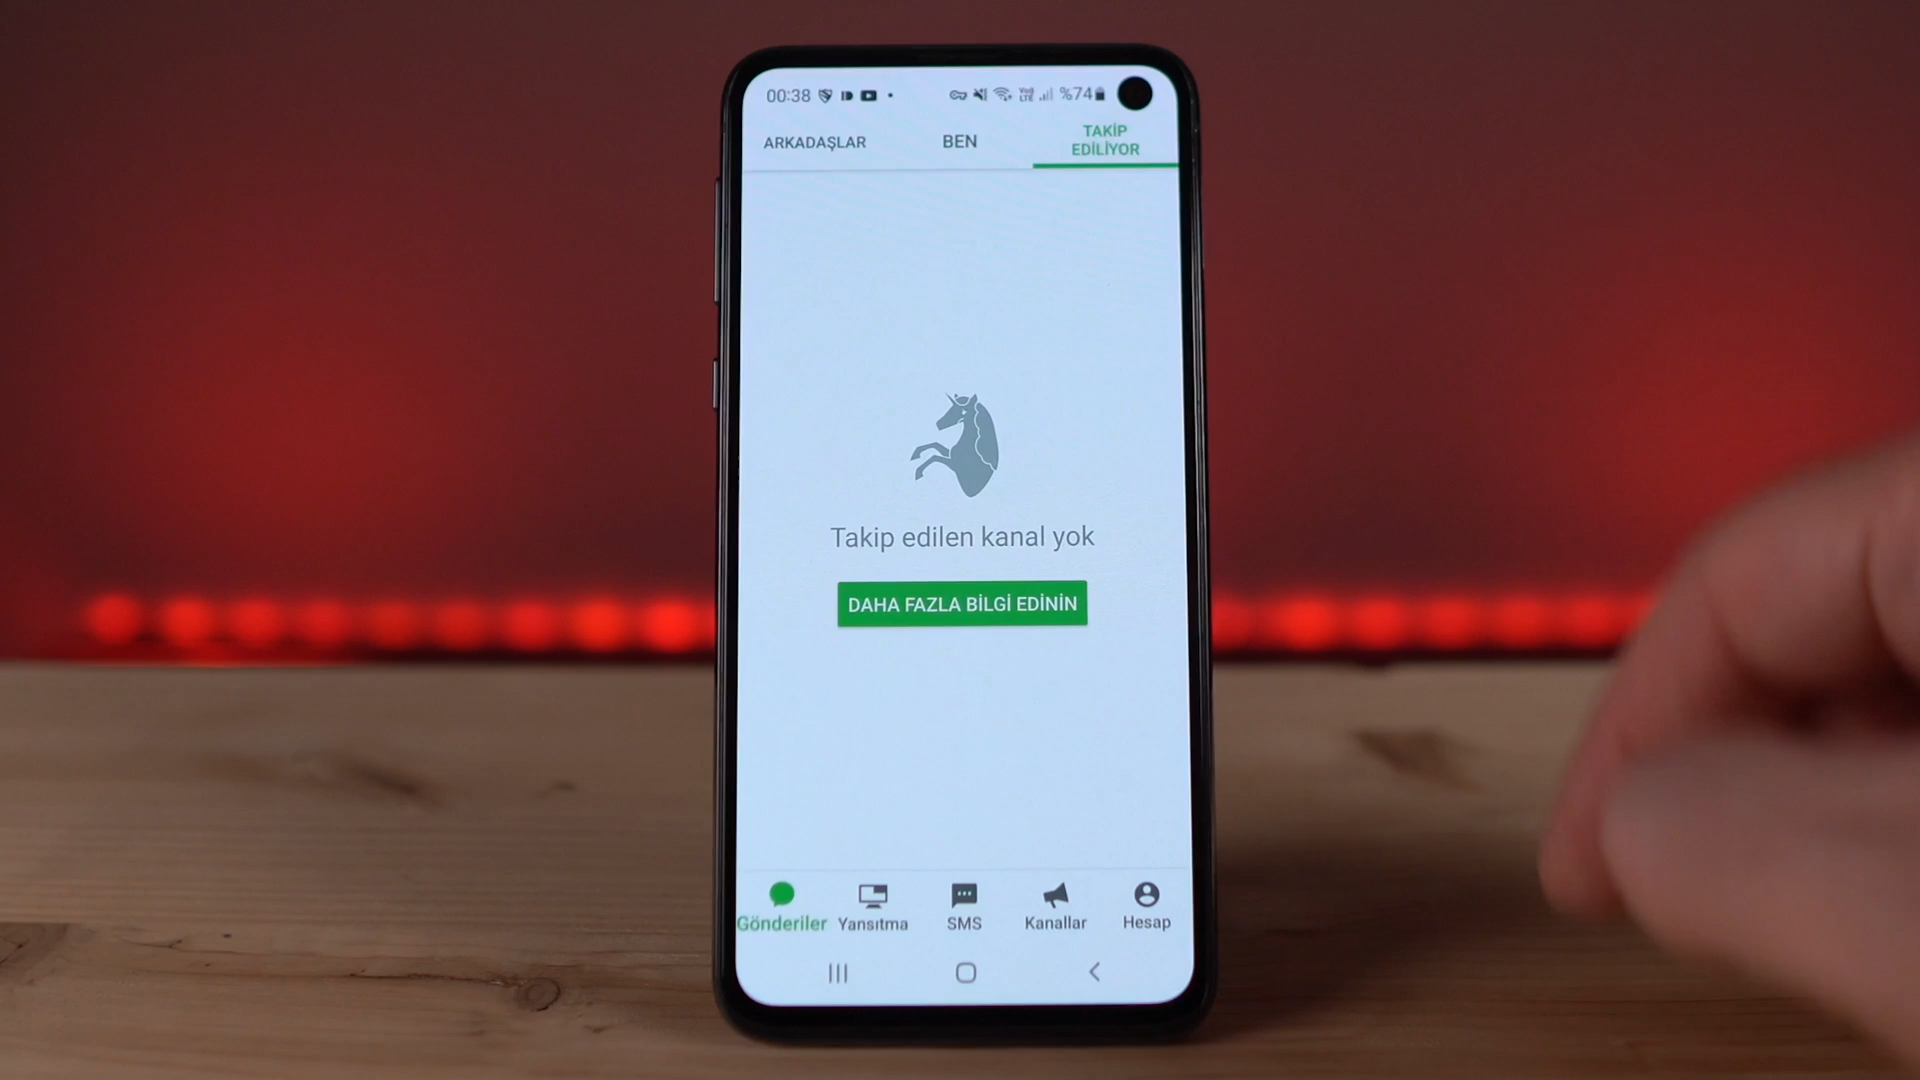 00:38
%74
ARKADAŞLAR
BEN
TAKİP
EDİLİYOR
Takip edilen kanal yok
DAHA FAZLA BİLGİ EDİNİN
Gönderiler
Yansıtma
SMS
Kanallar
Hesap